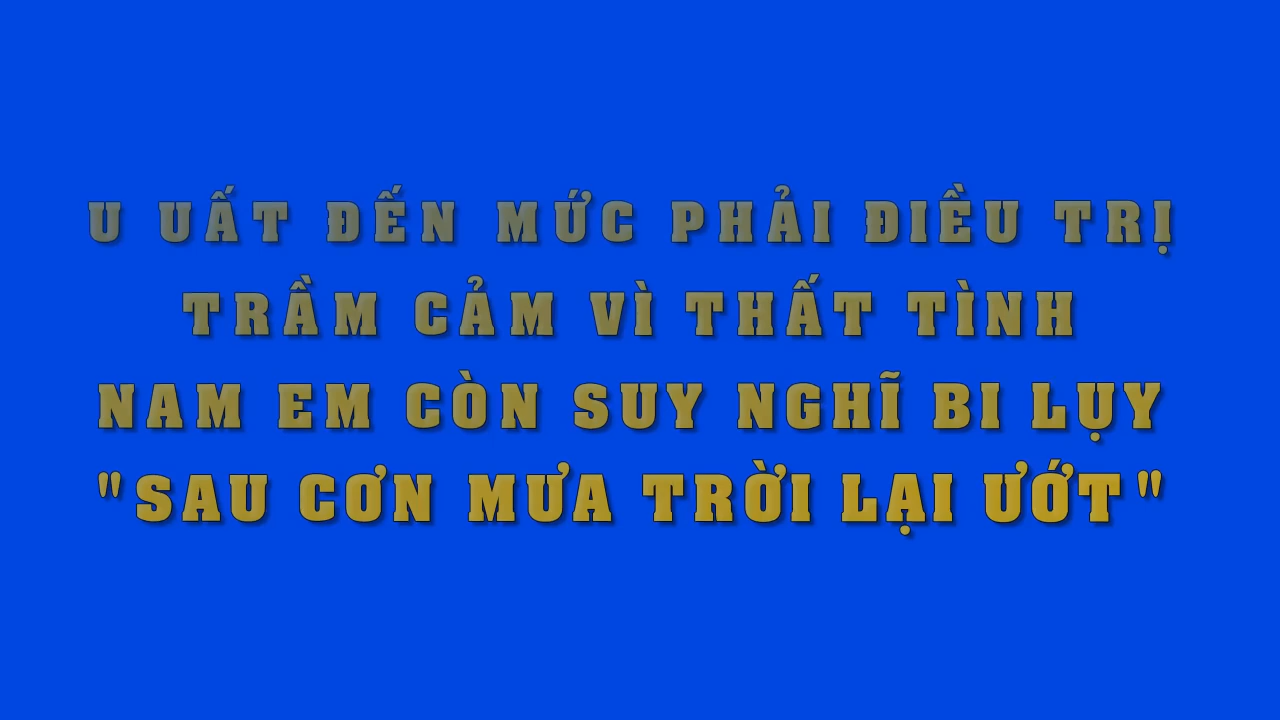 U UẤT ĐẾN MỨC PHẢI ĐIỀU TRỊ
TRẦM CẢM VÌ THẤT TÌNH
NAM EM CÒN SUY NGHĨ BI LỤY
"SAU CƠN MƯA TRỜI LẠI ƯỚT"